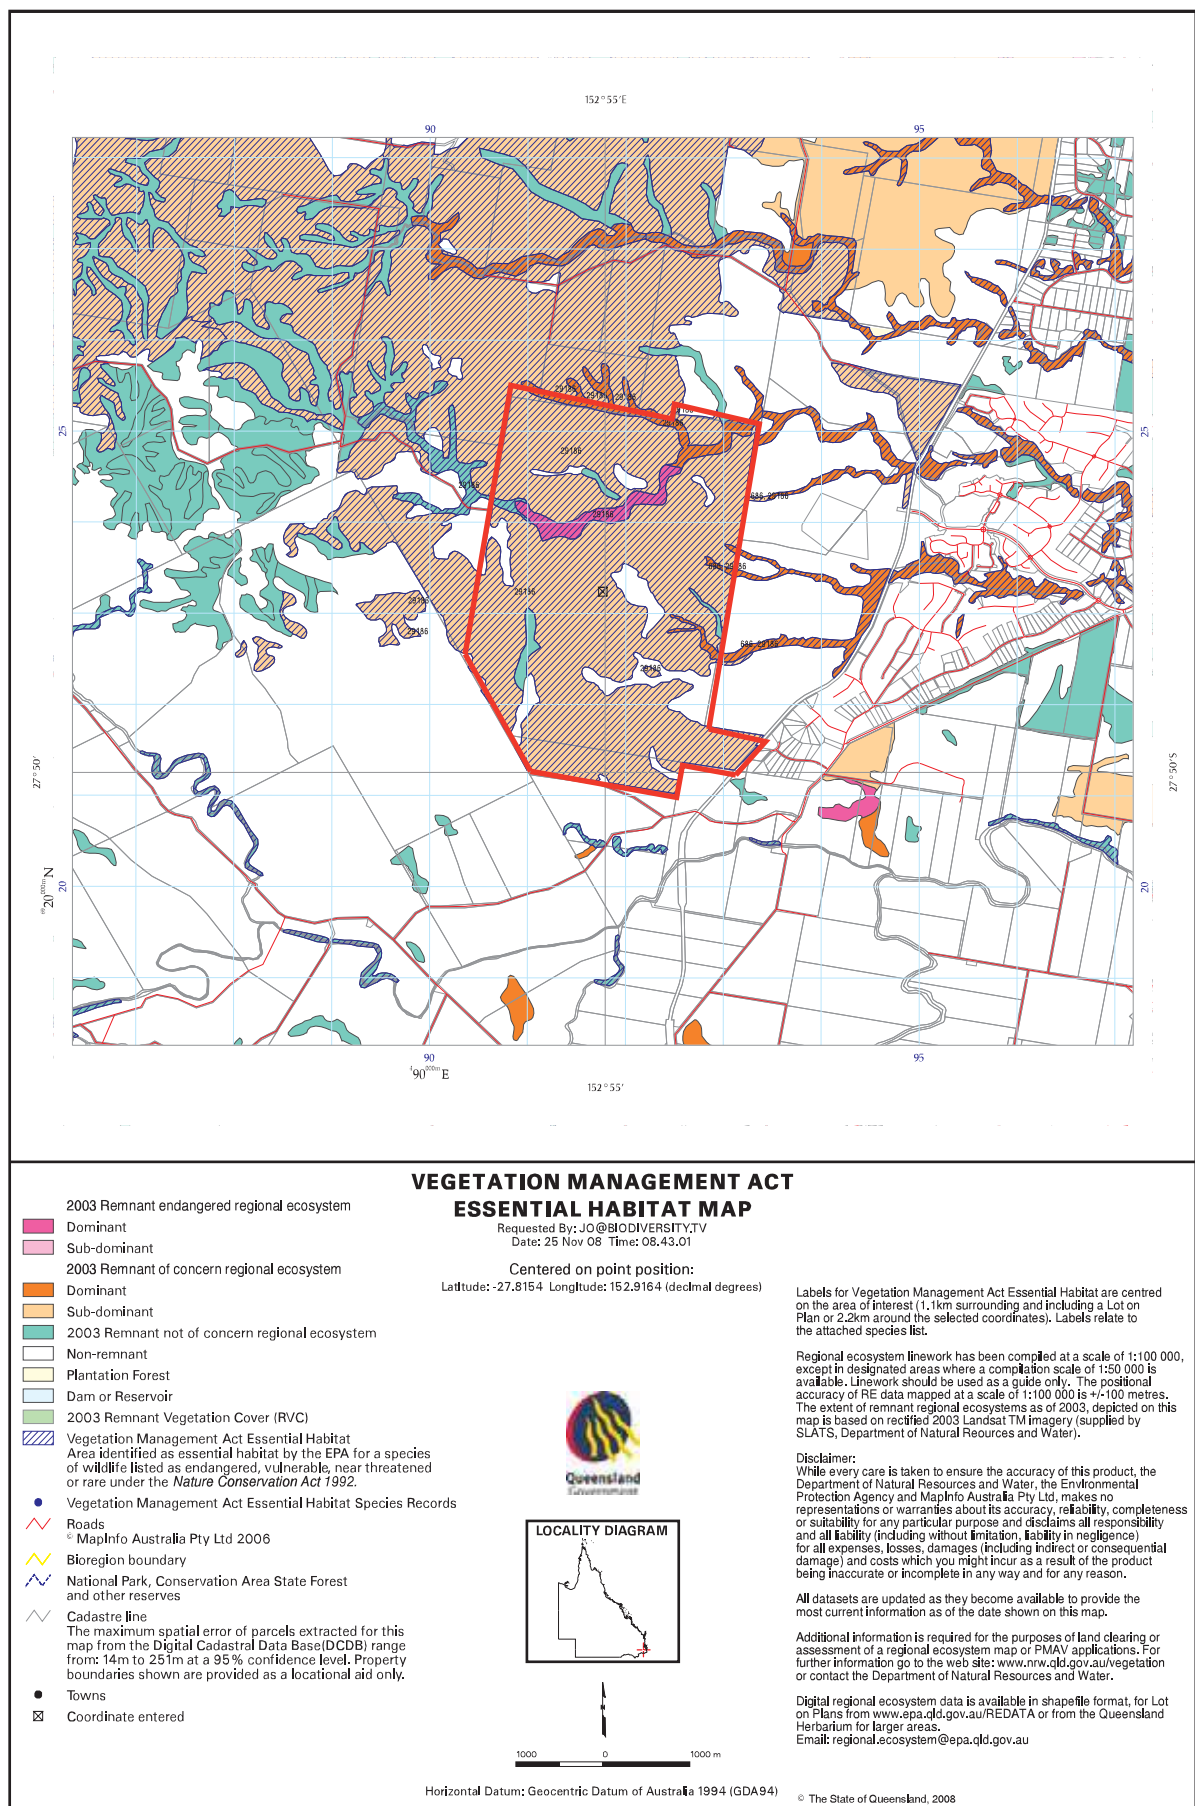 152°55'E
90
95
25
25
29186
29186
29186
29186
29186
29186
29186
686, 29186
29186
686, 29186
29186
29186
29186
686, 29186
29186
27°50'
27°50'S
20
20
20 000m N
90
95
90 000m E
152°55'
VEGETATION MANAGEMENT ACT
ESSENTIAL HABITAT MAP
Requested By: JO@BIODIVERSITY.TV
Date: 25 Nov 08 Time: 08.43.01
Centered on point position:
Latitude: -27.8154 Longitude: 152.9164 (decimal degrees)
2003 Remnant endangered regional ecosystem
Dominant
Sub-dominant
2003 Remnant of concern regional ecosystem
Dominant
Sub-dominant
2003 Remnant not of concern regional ecosystem
Non-remnant
Plantation Forest
Dam or Reservoir
2003 Remnant Vegetation Cover (RVC)
Vegetation Management Act Essential Habitat
Area identified as essential habitat by the EPA for a species
of wildlife listed as endangered, vulnerable, near threatened
or rare under the Nature Conservation Act 1992.
Vegetation Management Act Essential Habitat Species Records
Roads
© MapInfo Australia Pty Ltd 2006
Bioregion boundary
National Park, Conservation Area State Forest
and other reserves
Cadastre line
The maximum spatial error of parcels extracted for this
map from the Digital Cadastral Data Base(DCDB) range
from: 14m to 251m at a 95% confidence level. Property
boundaries shown are provided as a locational aid only.
Towns
Coordinate entered
Queensland
Government
LOCALITY DIAGRAM
N
1000
0
1000 m
Horizontal Datum: Geocentric Datum of Australia 1994 (GDA94)
Labels for Vegetation Management Act Essential Habitat are centred
on the area of interest (1.1km surrounding and including a Lot on
Plan or 2.2km around the selected coordinates). Labels relate to
the attached species list.
Regional ecosystem linework has been compiled at a scale of 1:100 000,
except in designated areas where a compilation scale of 1:50 000 is
available. Linework should be used as a guide only. The positional
accuracy of RE data mapped at a scale of 1:100 000 is +/-100 metres.
The extent of remnant regional ecosystems as of 2003, depicted on this
map is based on rectified 2003 Landsat TM imagery (supplied by
SLATS, Department of Natural Reources and Water).
Disclaimer:
While every care is taken to ensure the accuracy of this product, the
Department of Natural Resources and Water, the Environmental
Protection Agency and MapInfo Australia Pty Ltd, makes no
representations or warranties about its accuracy, reliability, completeness
or suitability for any particular purpose and disclaims all responsibility
and all liability (including without limitation, liability in negligence)
for all expenses, losses, damages (including indirect or consequential
damage) and costs which you might incur as a result of the product
being inaccurate or incomplete in any way and for any reason.
All datasets are updated as they become available to provide the
most current information as of the date shown on this map.
Additional information is required for the purposes of land clearing or
assessment of a regional ecosystem map or PMAV applications. For
further information go to the web site: www.nrw.qld.gov.au/vegetation
or contact the Department of Natural Resources and Water.
Digital regional ecosystem data is available in shapefile format, for Lot
on Plans from www.epa.qld.gov.au/REDATA or from the Queensland
Herbarium for larger areas.
Email: regional.ecosystem@epa.qld.gov.au
© The State of Queensland, 2008